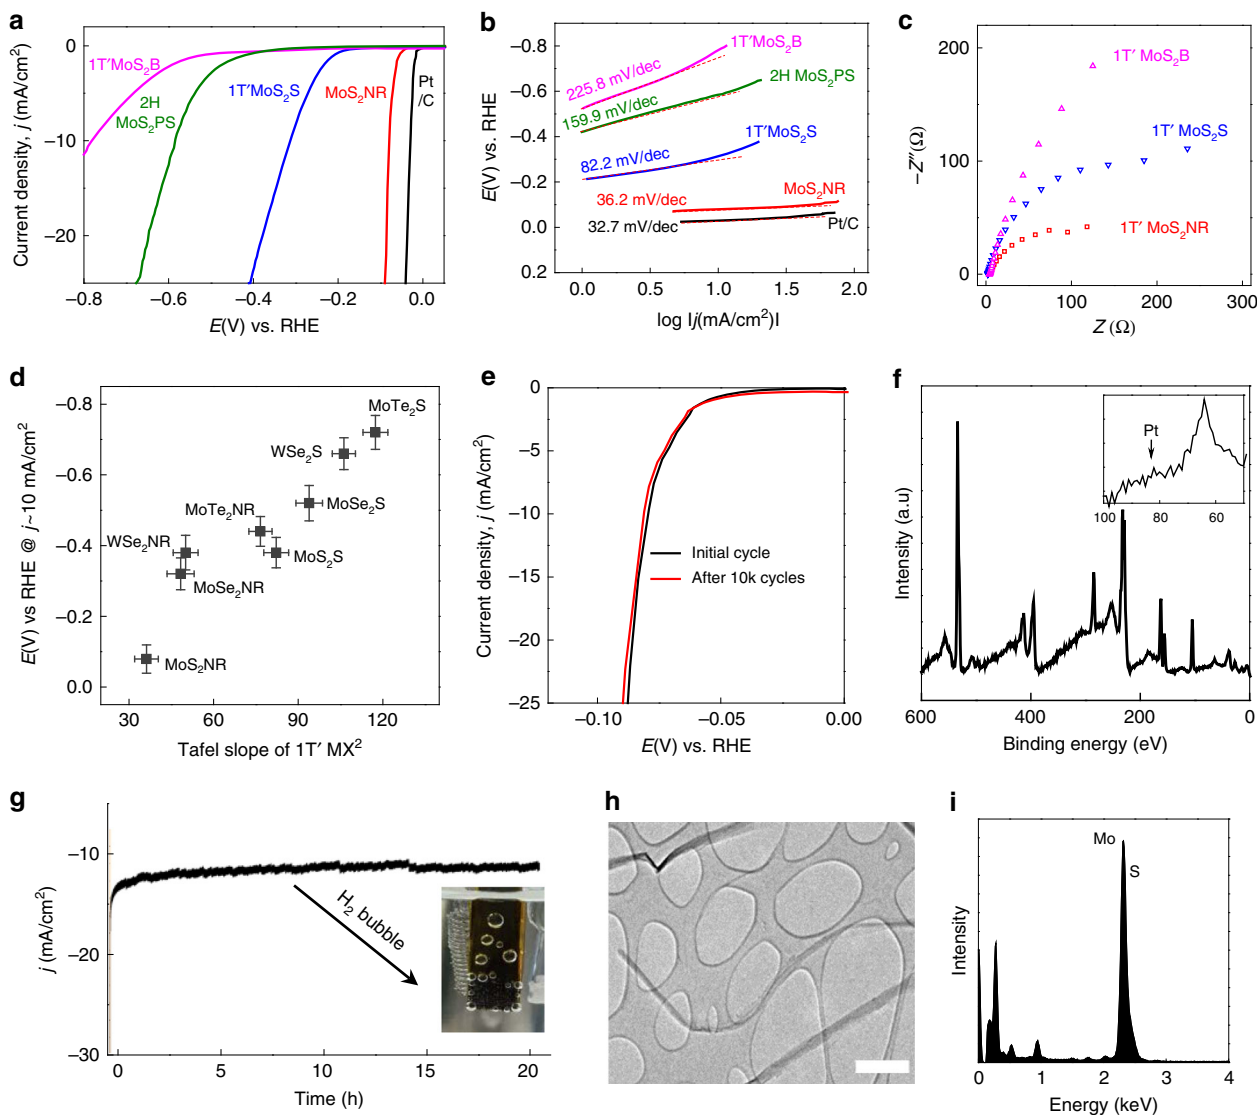 a
0
−10
−20
−0.8
−0.6
−0.4
−0.2
0.0
Current density, j (mA/cm²)
E(V) vs. RHE
1T′MoS₂B
2H
MoS₂PS
1T′MoS₂S
MoS₂NR
Pt
/C
b
−0.8
−0.6
−0.4
−0.2
0.0
0.2
0.0
0.5
1.0
1.5
2.0
E(V) vs. RHE
log Ij(mA/cm²)I
1T′MoS₂B
225.8 mV/dec
2H MoS₂PS
159.9 mV/dec
1T′MoS₂S
82.2 mV/dec
MoS₂NR
36.2 mV/dec
32.7 mV/dec
Pt/C
c
200
100
0
0
100
200
300
−Z″(Ω)
Z (Ω)
1T′ MoS₂B
1T′ MoS₂S
1T′ MoS₂NR
d
−0.8
−0.6
−0.4
−0.2
0.0
30
60
90
120
E(V) vs RHE @ j~10 mA/cm²
Tafel slope of 1T′ MX²
MoTe₂S
WSe₂S
MoSe₂S
MoTe₂NR
WSe₂NR
MoS₂S
MoSe₂NR
MoS₂NR
e
0
−5
−10
−15
−20
−25
−0.10
−0.05
0.00
Current density, j (mA/cm²)
E(V) vs. RHE
Initial cycle
After 10k cycles
f
Intensity (a.u)
600
400
200
0
Binding energy (eV)
Pt
100
80
60
g
−10
−20
−30
0
5
10
15
20
j (mA/cm²)
Time (h)
H₂ bubble
h
i
Intensity
Mo
S
0
1
2
3
4
Energy (keV)